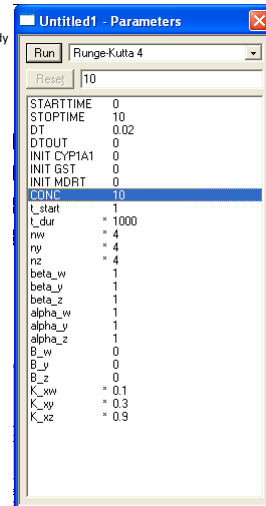 dy
Untitled1 - Parameters
Run Runge-Kutta 4
Reset 10
STARTTIME 0
STOPTIME 10
DT 0.02
DTOUT 0
INIT CYP1A1 0
INIT GST 0
INIT MDRT 0
CONC 10
t_start 1
t_dur * 1000
nw * 4
ny * 4
nz * 4
beta_w 1
beta_y 1
beta_z 1
alpha_w 1
alpha_y 1
alpha_z 1
B_w 0
B_y 0
B_z 0
K_xw * 0.1
K_xy * 0.3
K_xz * 0.9